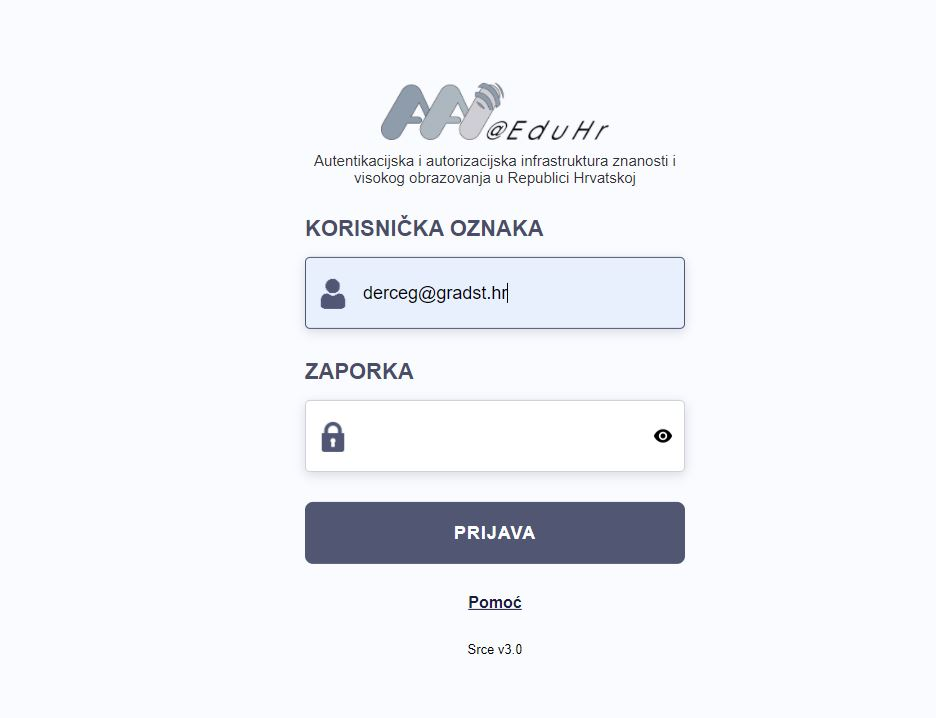 AAI@EduHr
Autentikacijska i autorizacijska infrastruktura znanosti i
visokog obrazovanja u Republici Hrvatskoj
KORISNIČKA OZNAKA
derceg@gradst.hr
ZAPORKA
PRIJAVA
Pomoć
Srce v3.0